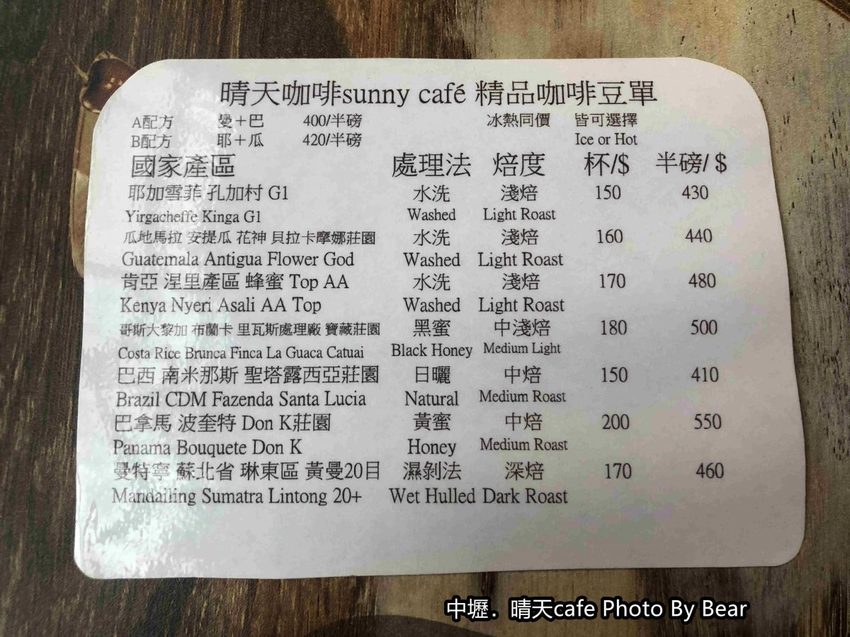 晴天咖啡sunny café 精品咖啡豆單
A配方 曼＋巴 400/半磅 冰熱同價 皆可選擇
B配方 耶＋瓜 420/半磅 Ice or Hot
國家產區 處理法 焙度 杯/$ 半磅/ $
耶加雪菲 孔加村 G1 水洗 淺焙 150 430
Yirgacheffe Kinga G1 Washed Light Roast
瓜地馬拉 安提瓜 花神 貝拉卡摩娜莊園 水洗 淺焙 160 440
Guatemala Antigua Flower God Washed Light Roast
肯亞 涅里產區 蜂蜜 Top AA 水洗 淺焙 170 480
Kenya Nyeri Asali AA Top Washed Light Roast
哥斯大黎加 布蘭卡 里瓦斯處理廠 寶藏莊園 黑蜜 中淺焙 180 500
Costa Rice Brunca Finca La Guaca Catuai Black Honey Medium Light
巴西 南米那斯 聖塔露西亞莊園 日曬 中焙 150 410
Brazil CDM Fazenda Santa Lucia Natural Medium Roast
巴拿馬 波奎特 Don K莊園 黃蜜 中焙 200 550
Panama Bouquete Don K Honey Medium Roast
曼特寧 蘇北省 琳東區 黃曼20目 濕剝法 深焙 170 460
Mandailing Sumatra Lintong 20+ Wet Hulled Dark Roast
中壢．晴天cafe Photo By Bear